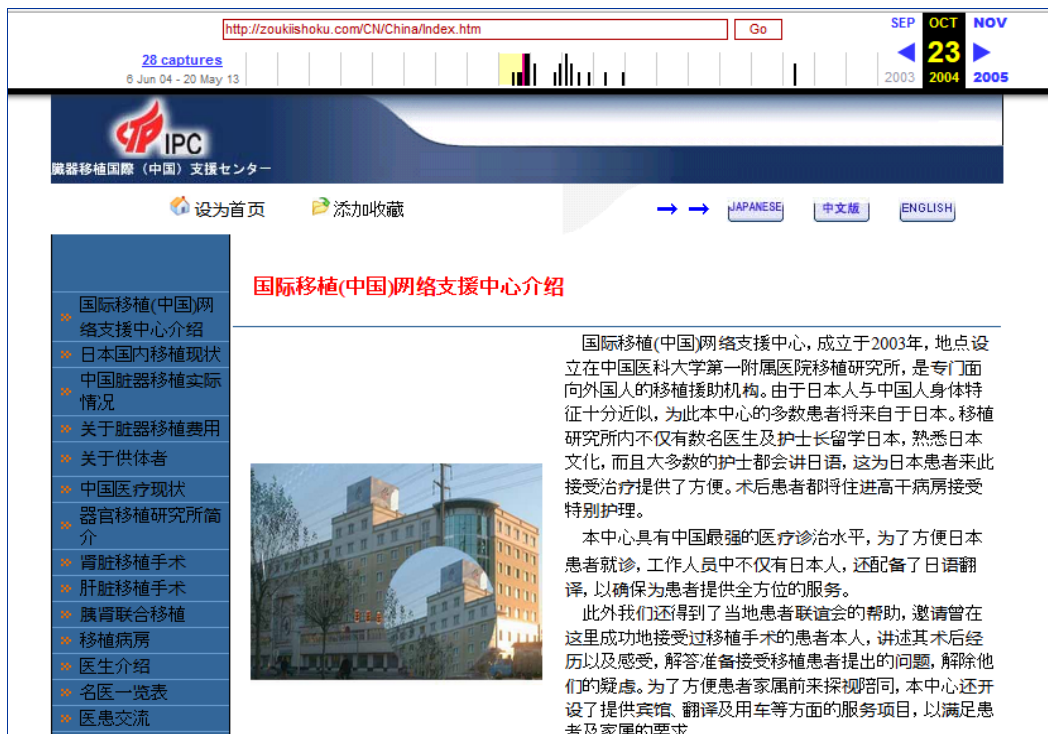 http://zoukiishoku.com/CN/China/Index.htm
Go
SEP OCT NOV
28 captures
23
6 Jun 04 - 20 May 13
2003 2004 2005
IPC
臓器移植国際（中国）支援センター
设为首页
添加收藏
JAPANESE
中文版
ENGLISH
国际移植(中国)网
络支援中心介绍
日本国内移植现状
中国脏器移植实际
情况
关于脏器移植费用
关于供体者
中国医疗现状
器官移植研究所简
介
肾脏移植手术
肝脏移植手术
胰肾联合移植
移植病房
医生介绍
名医一览表
医患交流
国际移植(中国)网络支援中心介绍
国际移植(中国)网络支援中心，成立于2003年，地点设
立在中国医科大学第一附属医院移植研究所，是专门面
向外国人的移植援助机构。由于日本人与中国人身体特
征十分近似，为此本中心的多数患者将来自于日本。移植
研究所内不仅有数名医生及护士长留学日本，熟悉日本
文化，而且大多数的护士都会讲日语，这为日本患者来此
接受治疗提供了方便。术后患者都将住进高干病房接受
特别护理。
本中心具有中国最强的医疗诊治水平，为了方便日本
患者就诊，工作人员中不仅有日本人，还配备了日语翻
译，以确保为患者提供全方位的服务。
此外我们还得到了当地患者联谊会的帮助，邀请曾在
这里成功地接受过移植手术的患者本人，讲述其术后经
历以及感受，解答准备接受移植患者提出的问题，解除他
们的疑虑。为了方便患者家属前来探视陪同，本中心还开
设了提供宾馆、翻译及用车等方面的服务项目，以满足患
者及家属的要求